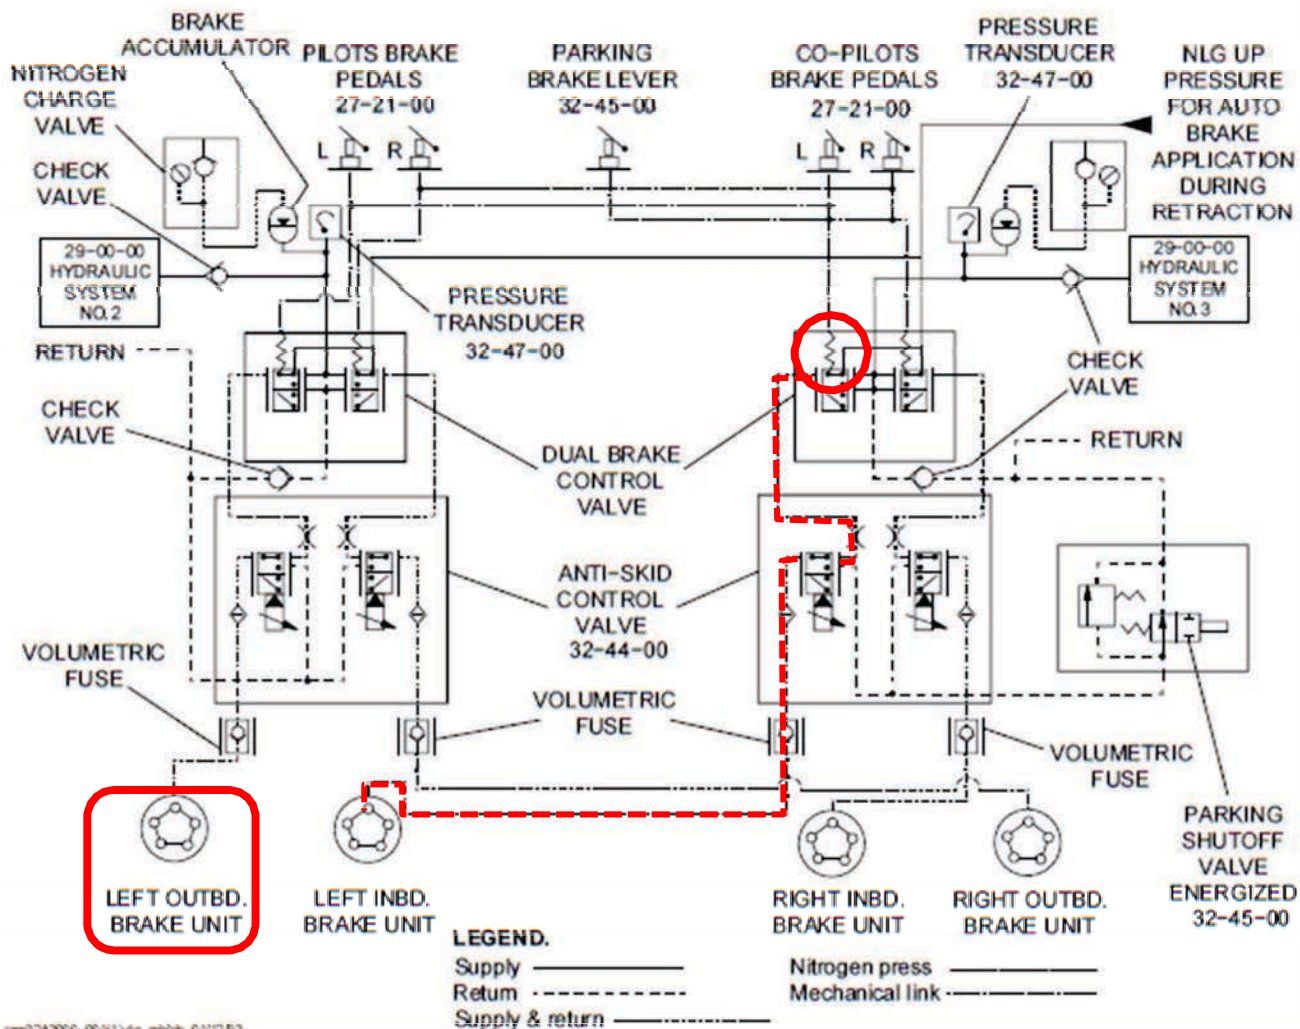 BRAKE
ACCUMULATOR
PILOTS BRAKE
PEDALS
27-21-00
PARKING
BRAKE LEVER
32-45-00
CO-PILOTS
BRAKE PEDALS
27-21-00
PRESSURE
TRANSDUCER
32-47-00
NLG UP
PRESSURE
FOR AUTO
BRAKE
APPLICATION
DURING
RETRACTION
NITROGEN
CHARGE
VALVE
CHECK
VALVE
L
R
L
R
29-00-00
HYDRAULIC
SYSTEM
NO.2
29-00-00
HYDRAULIC
SYSTEM
NO.3
PRESSURE
TRANSDUCER
32-47-00
RETURN
CHECK
VALVE
CHECK
VALVE
DUAL BRAKE
CONTROL
VALVE
RETURN
ANTI-SKID
CONTROL
VALVE
32-44-00
VOLUMETRIC
FUSE
VOLUMETRIC
FUSE
VOLUMETRIC
FUSE
PARKING
SHUTOFF
VALVE
ENERGIZED
32-45-00
LEFT OUTBD.
BRAKE UNIT
LEFT INBD.
BRAKE UNIT
RIGHT INBD.
BRAKE UNIT
RIGHT OUTBD.
BRAKE UNIT
LEGEND.
Supply
Return
Supply & return
Nitrogen press
Mechanical link